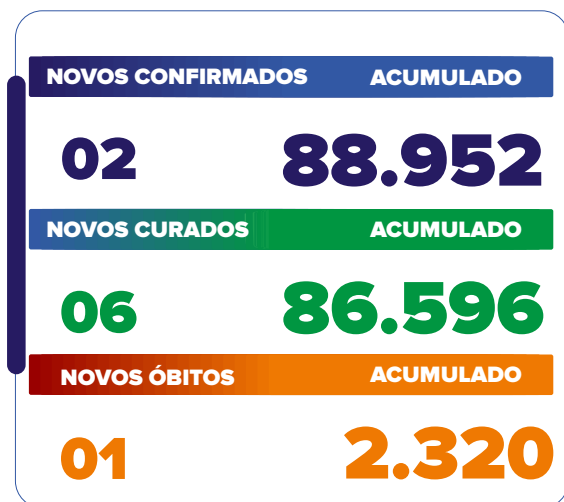 NOVOS CONFIRMADOS ACUMULADO
02 88.952
NOVOS CURADOS ACUMULADO
06 86.596
NOVOS ÓBITOS ACUMULADO
01 2.320